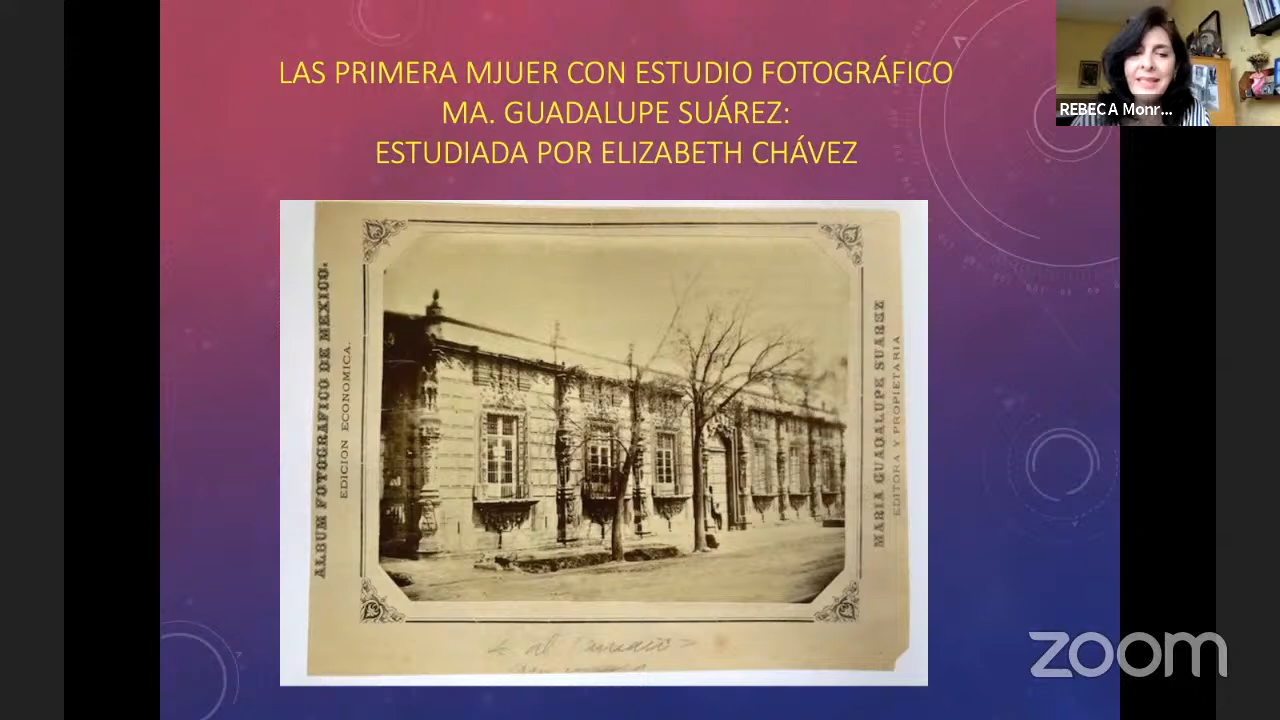 LAS PRIMERA MJUER CON ESTUDIO FOTOGRÁFICO
MA. GUADALUPE SUÁREZ:
ESTUDIADA POR ELIZABETH CHÁVEZ
REBECA Monr...
ALBUM FOTOGRAFICO DE MEXICO.
EDICION ECONOMICA.
MARIA GUADALUPE SUAREZ
EDITORA Y PROPIETARIA
al
zoom